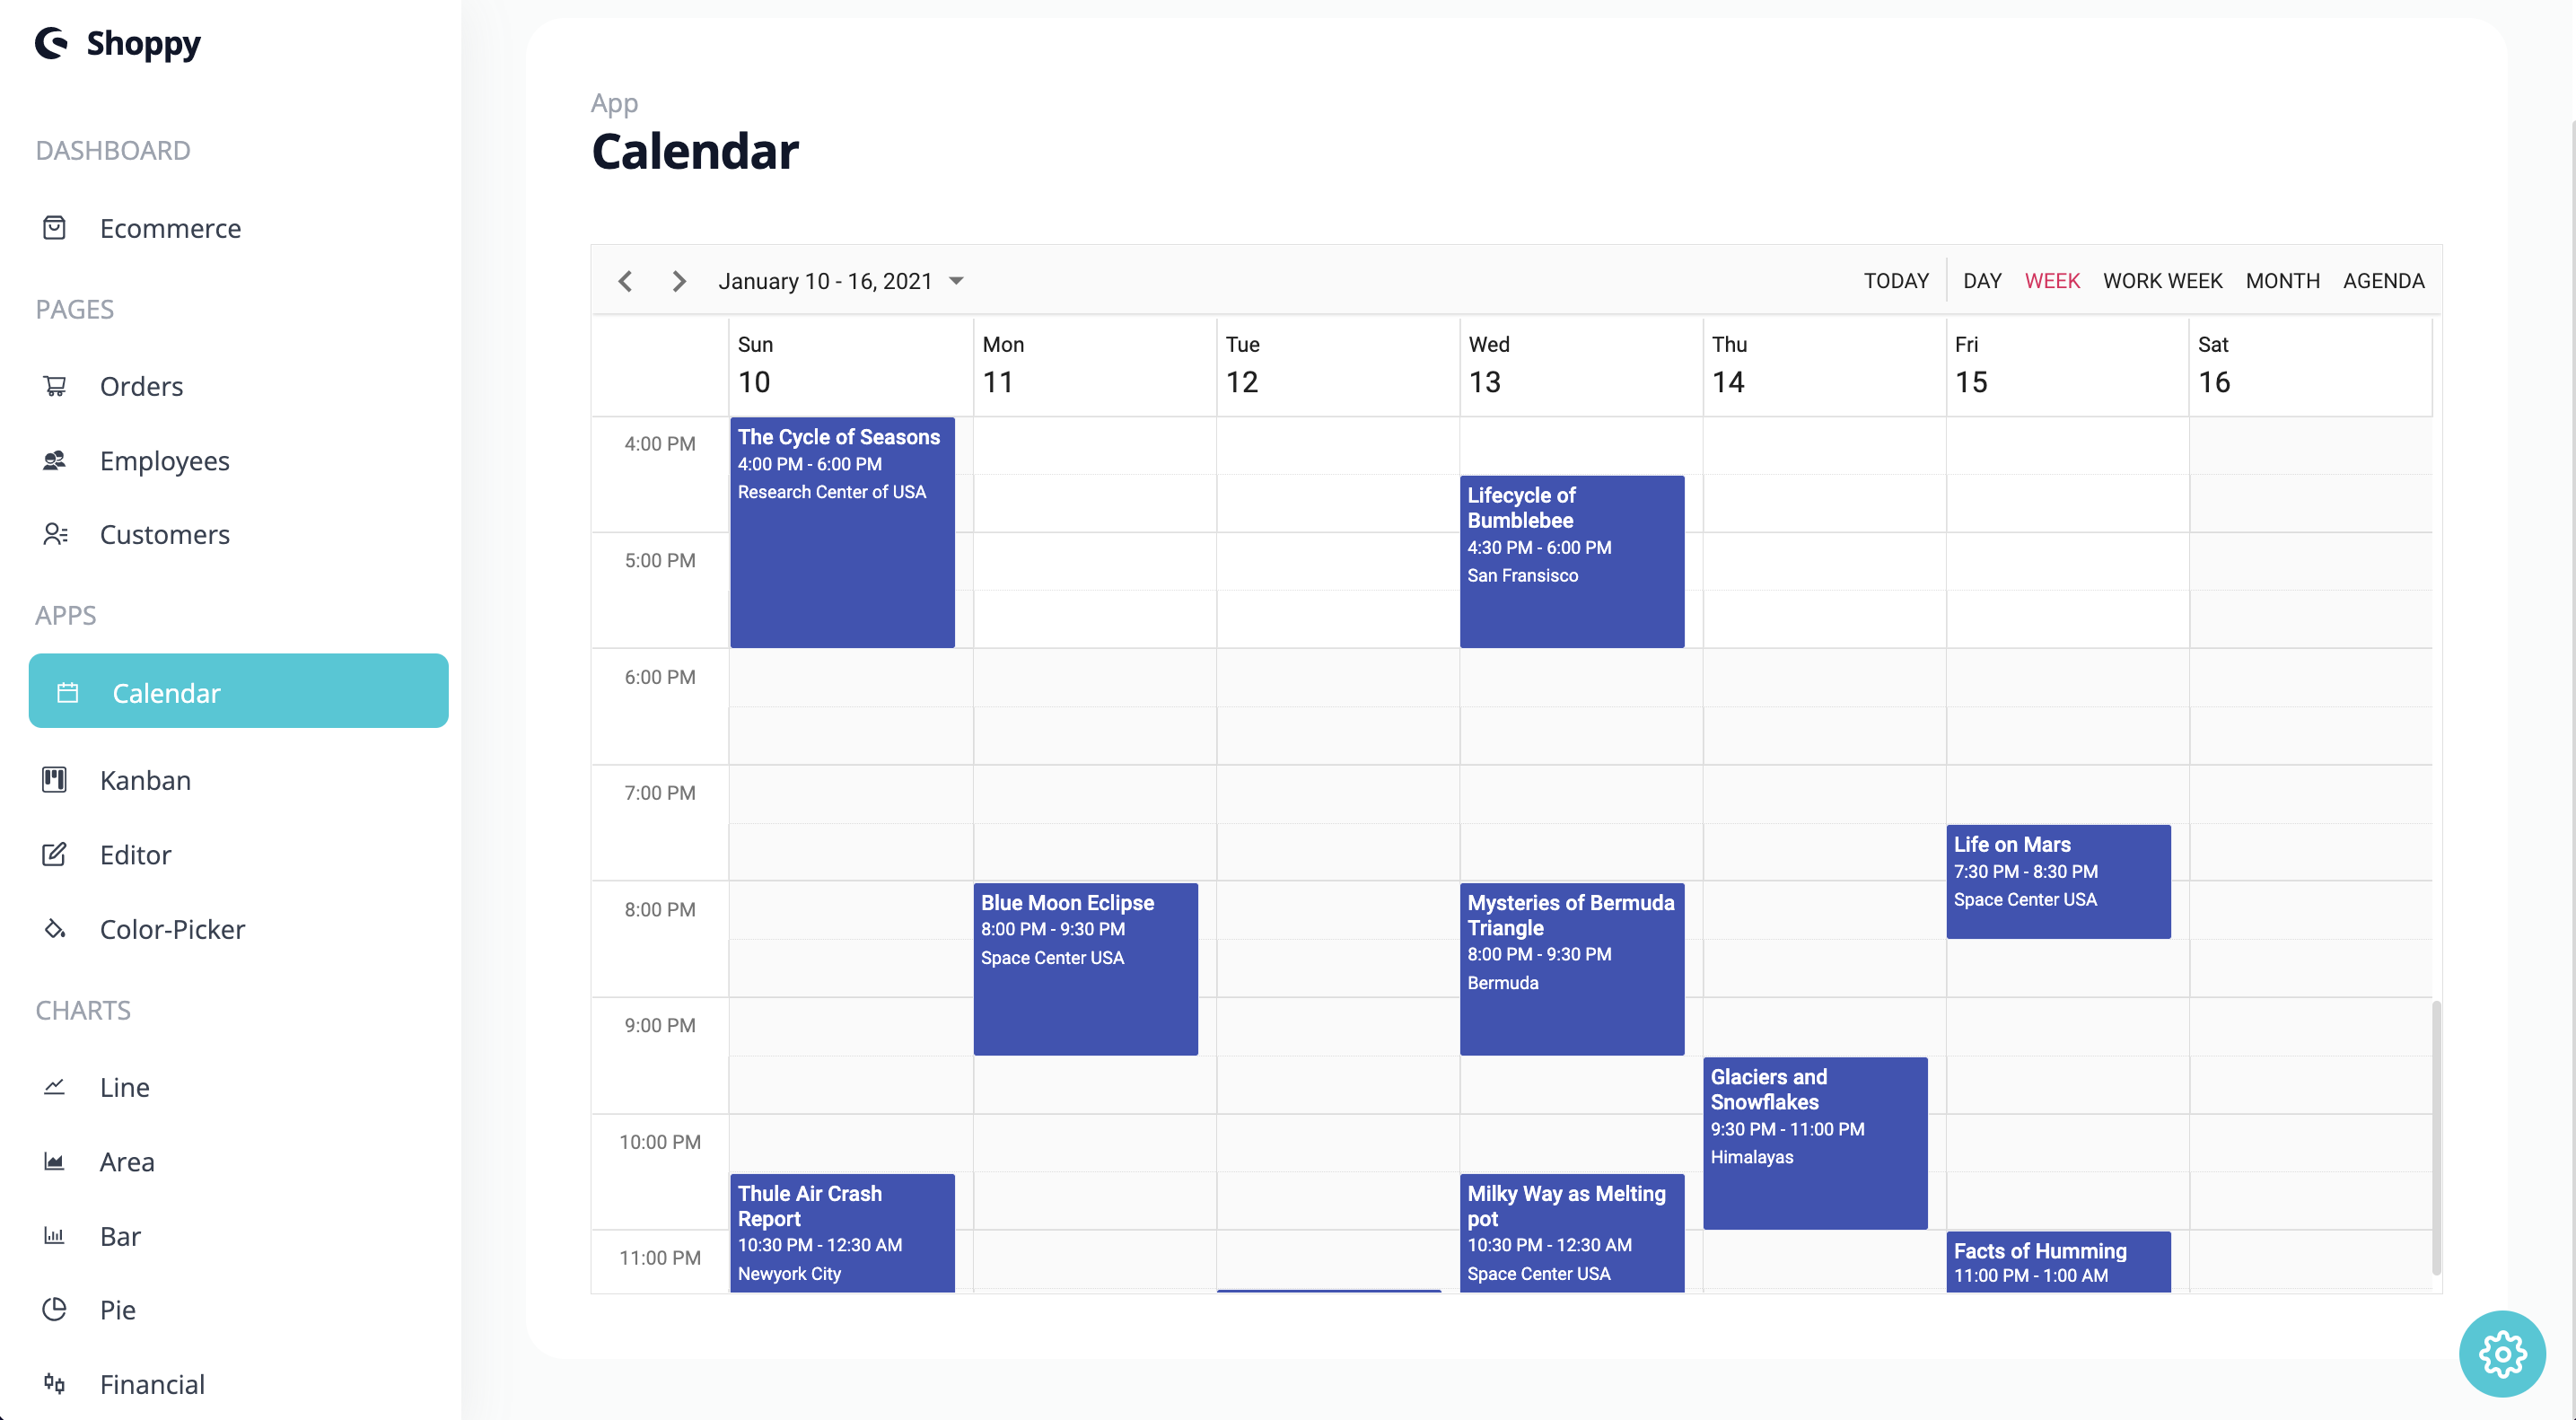 Shoppy
DASHBOARD
Ecommerce
PAGES
Orders
Employees
Customers
APPS
Calendar
Kanban
Editor
Color-Picker
CHARTS
Line
Area
Bar
Pie
Financial
App
Calendar
January 10 - 16, 2021
TODAY DAY WEEK WORK WEEK MONTH AGENDA
Sun Mon Tue Wed Thu Fri Sat
10 11 12 13 14 15 16
4:00 PM
5:00 PM
6:00 PM
7:00 PM
8:00 PM
9:00 PM
10:00 PM
11:00 PM
The Cycle of Seasons
4:00 PM - 6:00 PM
Research Center of USA
Thule Air Crash
Report
10:30 PM - 12:30 AM
Newyork City
Blue Moon Eclipse
8:00 PM - 9:30 PM
Space Center USA
Lifecycle of
Bumblebee
4:30 PM - 6:00 PM
San Fransisco
Mysteries of Bermuda
Triangle
8:00 PM - 9:30 PM
Bermuda
Milky Way as Melting
pot
10:30 PM - 12:30 AM
Space Center USA
Glaciers and
Snowflakes
9:30 PM - 11:00 PM
Himalayas
Life on Mars
7:30 PM - 8:30 PM
Space Center USA
Facts of Humming
11:00 PM - 1:00 AM